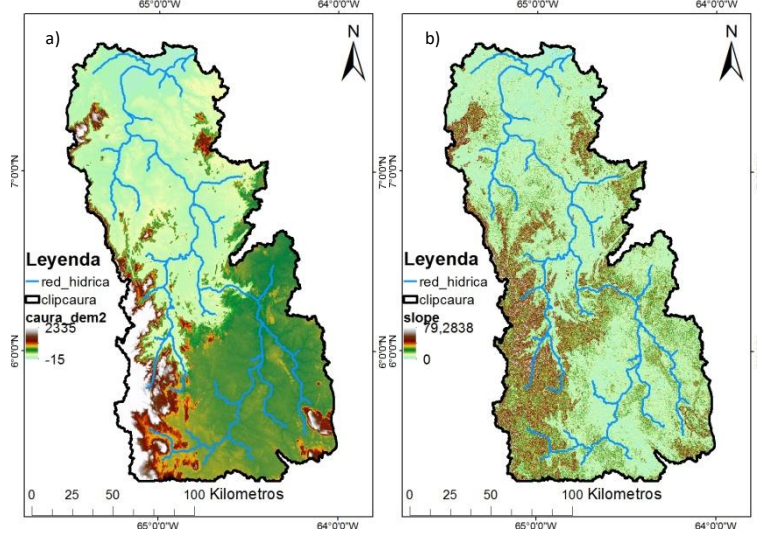 65°0'0"W 64°0'0"W
a)
N
7°0'0"N
6°0'0"N
Leyenda
red_hidrica
clipcaura
caura_dem2
2335
-15
0 25 50 100 Kilometros
65°0'0"W 64°0'0"W
65°0'0"W 64°0'0"W
b)
N
7°0'0"N
6°0'0"N
Leyenda
red_hidrica
clipcaura
slope
79,2838
0
0 25 50 100 Kilometros
65°0'0"W 64°0'0"W